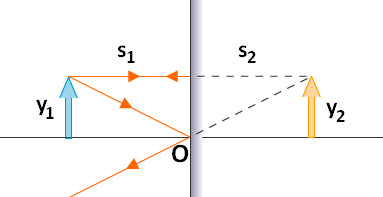 s₁ s₂
y₁ y₂
O